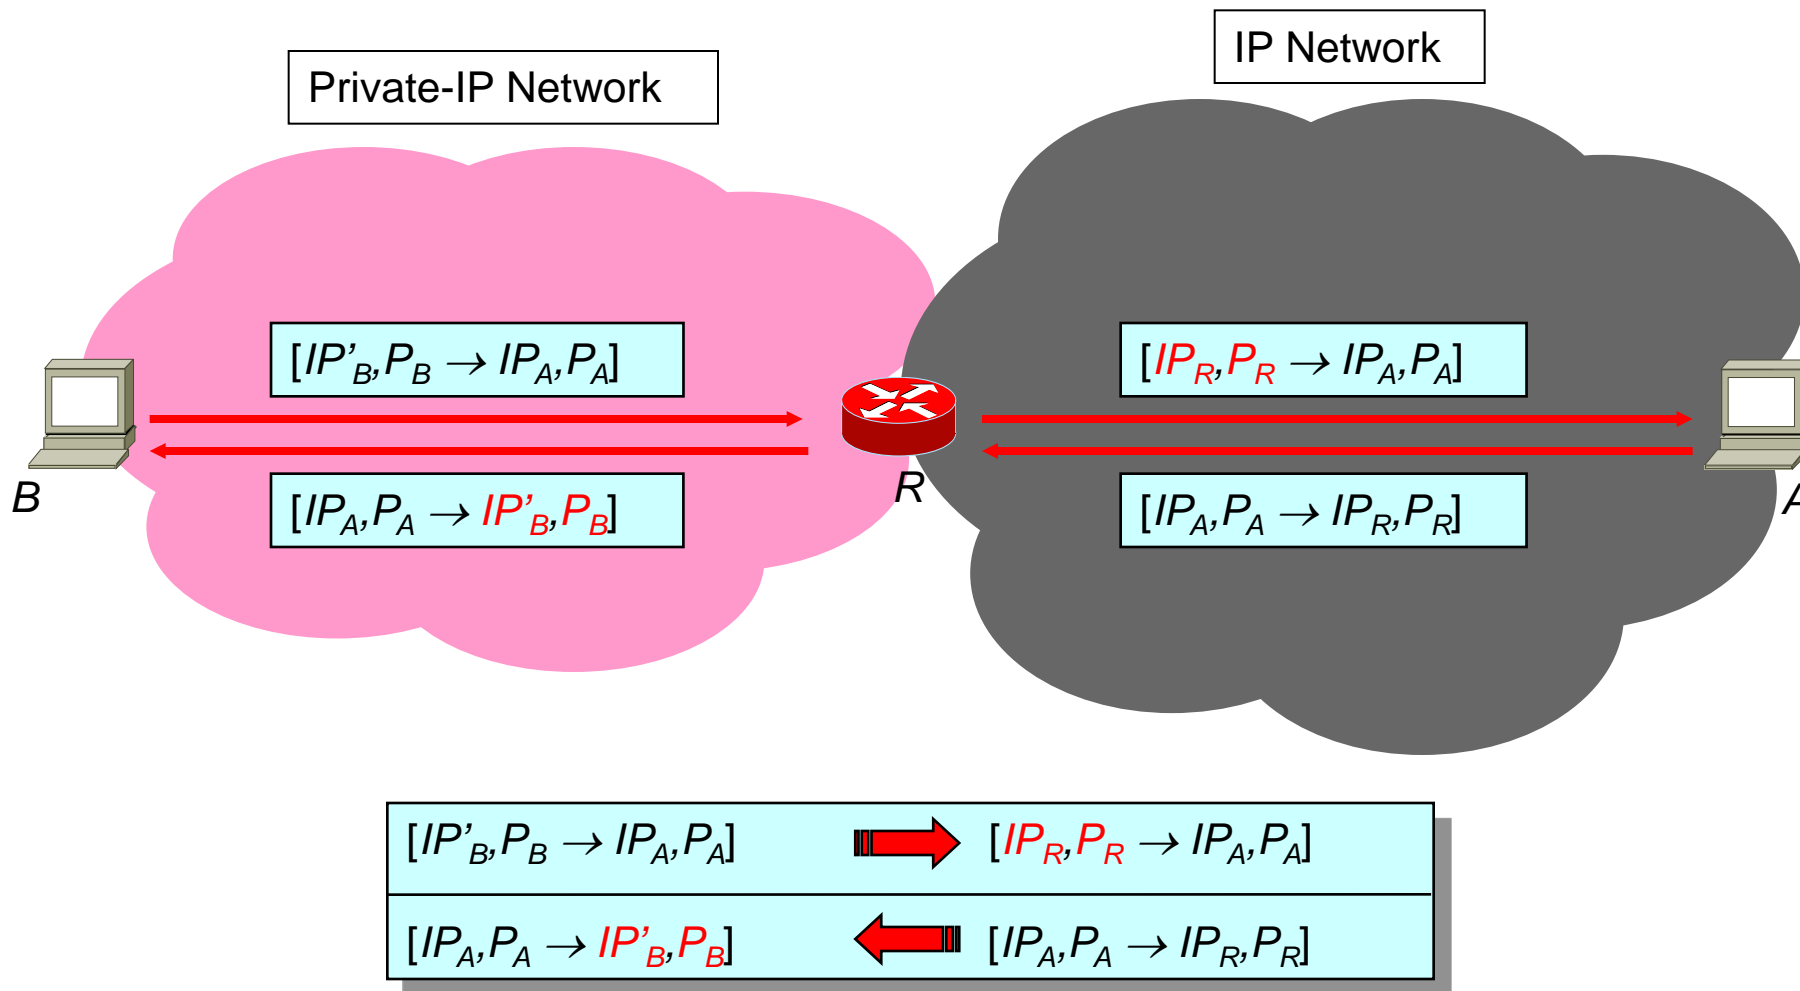 IP Network
Private-IP Network
[IP’B,PB → IPA,PA]
[IPR,PR → IPA,PA]
B
R
A
[IPA,PA → IP’B,PB]
[IPA,PA → IPR,PR]
[IP’B,PB → IPA,PA] [IPR,PR → IPA,PA]
[IPA,PA → IP’B,PB] [IPA,PA → IPR,PR]